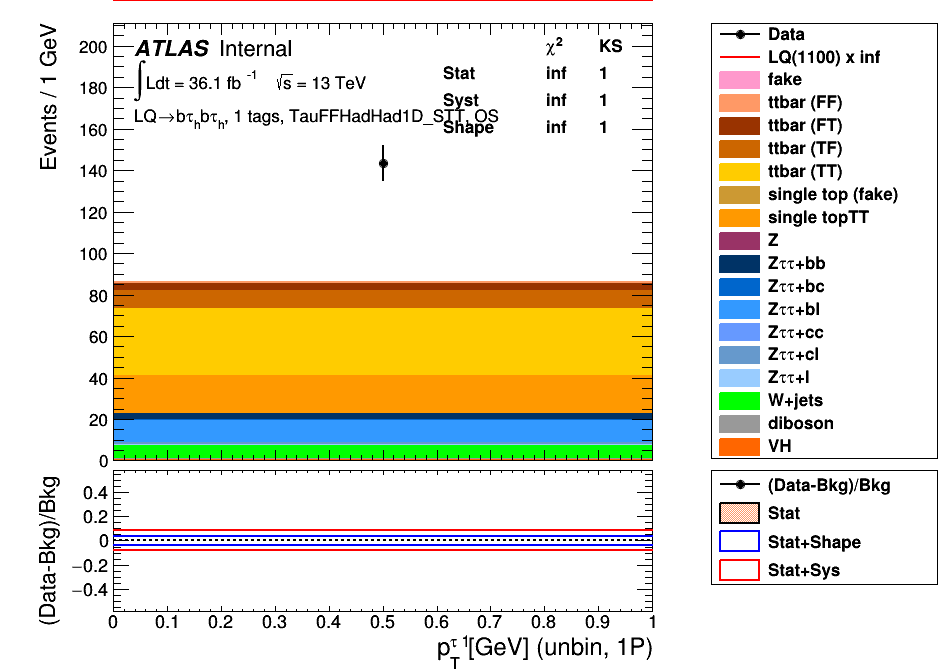 Events / 1 GeV
200
180
160
140
120
100
80
60
40
20
0
ATLAS Internal
∫Ldt = 36.1 fb⁻¹ √s = 13 TeV
LQ→bτₕbτₕ, 1 tags, TauFFHadHad1D_STT, OS
χ² KS
Stat inf 1
Syst inf 1
Shape inf 1
(Data-Bkg)/Bkg
0.4
0.2
0
−0.2
−0.4
0 0.1 0.2 0.3 0.4 0.5 0.6 0.7 0.8 0.9 1
p_T^τ 1[GeV] (unbin, 1P)
Data
LQ(1100) x inf
fake
ttbar (FF)
ttbar (FT)
ttbar (TF)
ttbar (TT)
single top (fake)
single topTT
Z
Zττ+bb
Zττ+bc
Zττ+bl
Zττ+cc
Zττ+cl
Zττ+l
W+jets
diboson
VH
(Data-Bkg)/Bkg
Stat
Stat+Shape
Stat+Sys